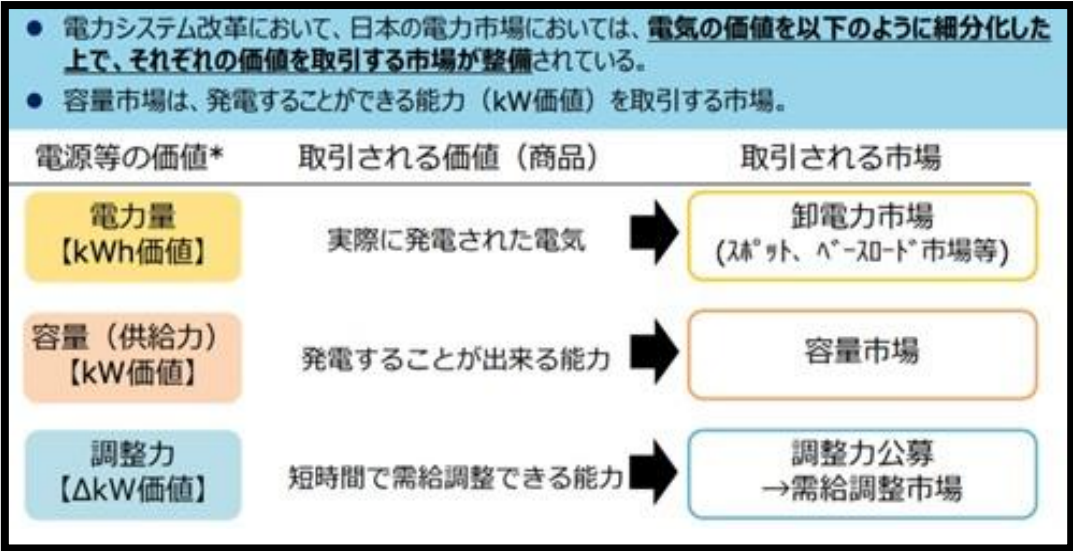 ● 電力システム改革において、日本の電力市場においては、電気の価値を以下のように細分化した
上で、それぞれの価値を取引する市場が整備されている。
● 容量市場は、発電することができる能力（kW価値）を取引する市場。
電源等の価値* 取引される価値（商品） 取引される市場
電力量
【kWh価値】
実際に発電された電気
卸電力市場
(ｽﾎﾟｯﾄ、ﾍﾞｰｽﾛｰﾄﾞ市場等)
容量（供給力）
【kW価値】
発電することが出来る能力
容量市場
調整力
【ΔkW価値】
短時間で需給調整できる能力
調整力公募
→需給調整市場